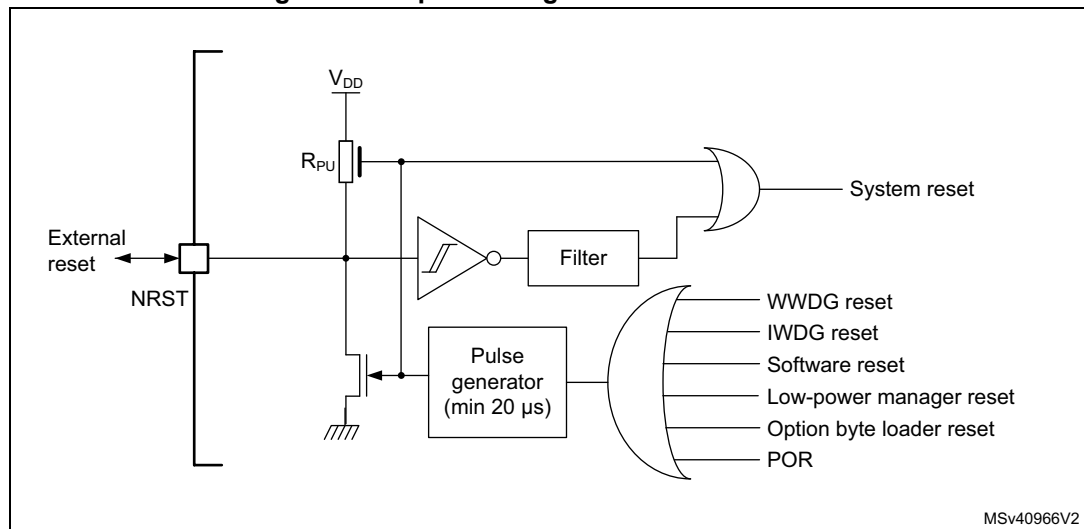 V_DD
R_PU
System reset
External
reset
Filter
NRST
WWDG reset
IWDG reset
Software reset
Low-power manager reset
Option byte loader reset
POR
Pulse
generator
(min 20 µs)
MSv40966V2